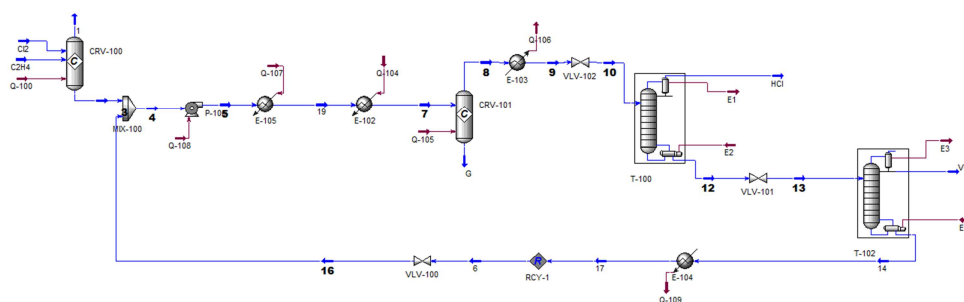 1
Cl2
CRV-100
C2H4
Q-100
3
MIX-100
4
P-100
5
Q-108
Q-107
E-105
19
Q-104
E-102
7
Q-105
CRV-101
G
8
Q-106
E-103
9
VLV-102
10
T-100
HCl
E1
E2
12
VLV-101
13
E3
V
E
T-102
14
E-104
Q-109
17
RCY-1
6
VLV-100
16